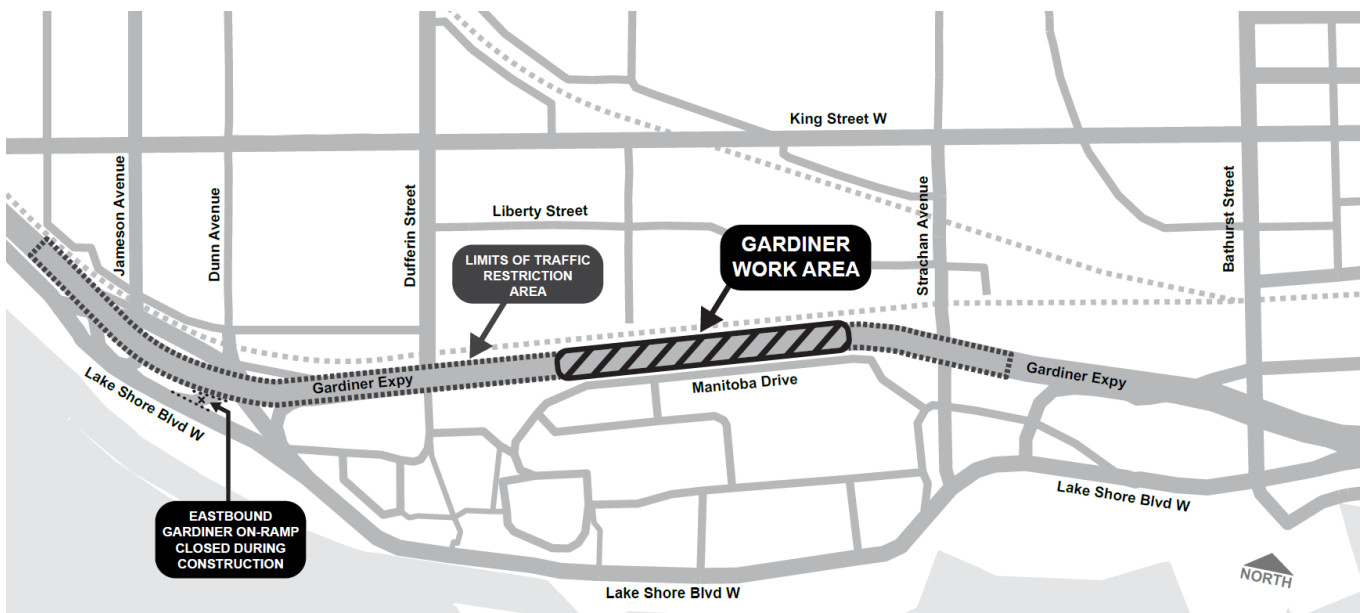 King Street W
Jameson Avenue
Dunn Avenue
Dufferin Street
Liberty Street
Strachan Avenue
Bathurst Street
GARDINER
WORK AREA
LIMITS OF TRAFFIC
RESTRICTION
AREA
Gardiner Expy
Manitoba Drive
Gardiner Expy
Lake Shore Blvd W
EASTBOUND
GARDINER ON-RAMP
CLOSED DURING
CONSTRUCTION
Lake Shore Blvd W
Lake Shore Blvd W
NORTH